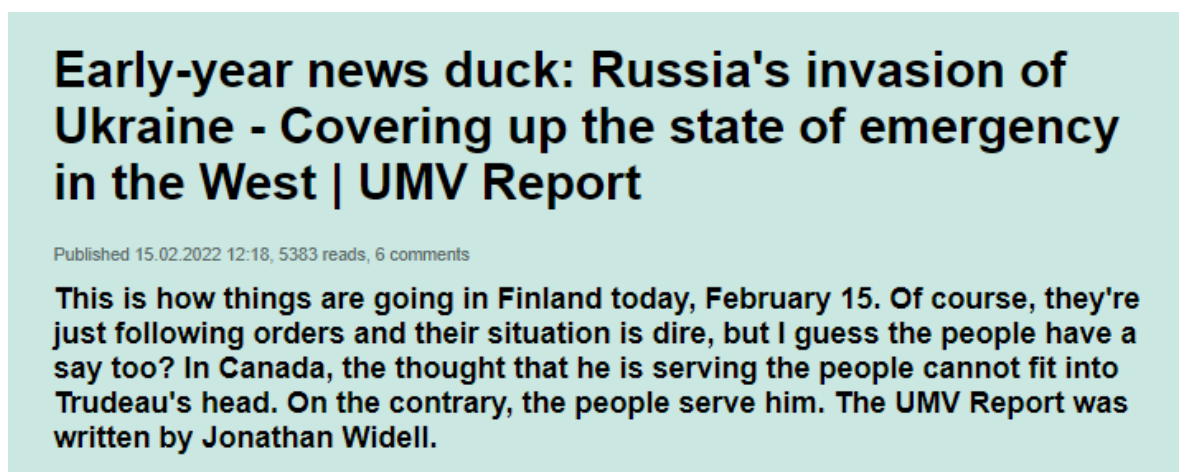 Early-year news duck: Russia's invasion of
Ukraine - Covering up the state of emergency
in the West | UMV Report
Published 15.02.2022 12:18, 5383 reads, 6 comments
This is how things are going in Finland today, February 15. Of course, they're
just following orders and their situation is dire, but I guess the people have a
say too? In Canada, the thought that he is serving the people cannot fit into
Trudeau's head. On the contrary, the people serve him. The UMV Report was
written by Jonathan Widell.